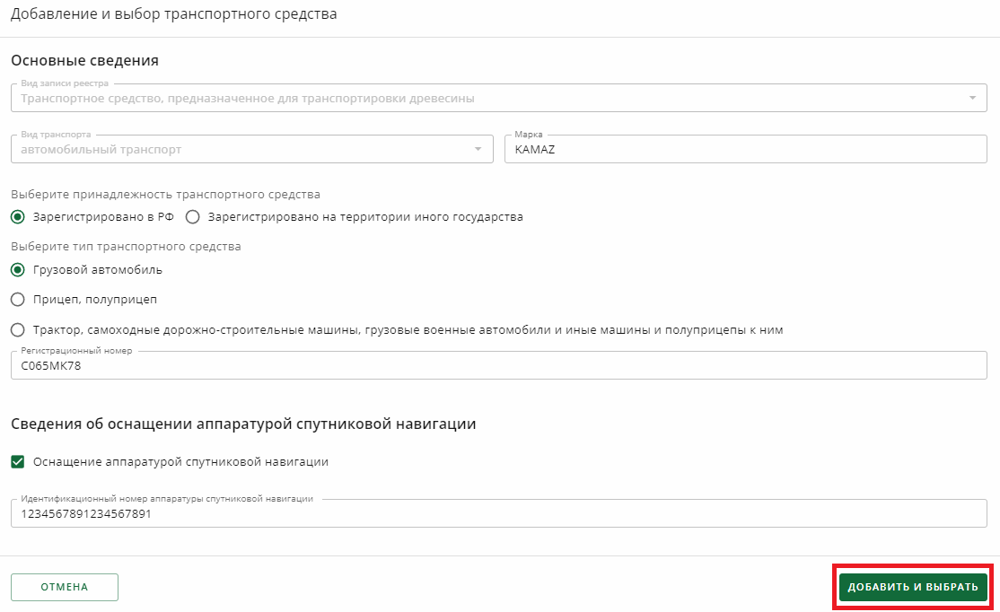 Добавление и выбор транспортного средства
Основные сведения
Вид записи реестра
Транспортное средство, предназначенное для транспортировки древесины
Вид транспорта
автомобильный транспорт
Марка
KAMAZ
Выберите принадлежность транспортного средства
Зарегистрировано в РФ
Зарегистрировано на территории иного государства
Выберите тип транспортного средства
Грузовой автомобиль
Прицеп, полуприцеп
Трактор, самоходные дорожно-строительные машины, грузовые военные автомобили и иные машины и полуприцепы к ним
Регистрационный номер
С065МК78
Сведения об оснащении аппаратурой спутниковой навигации
Оснащение аппаратурой спутниковой навигации
Идентификационный номер аппаратуры спутниковой навигации
1234567891234567891
ОТМЕНА
ДОБАВИТЬ И ВЫБРАТЬ